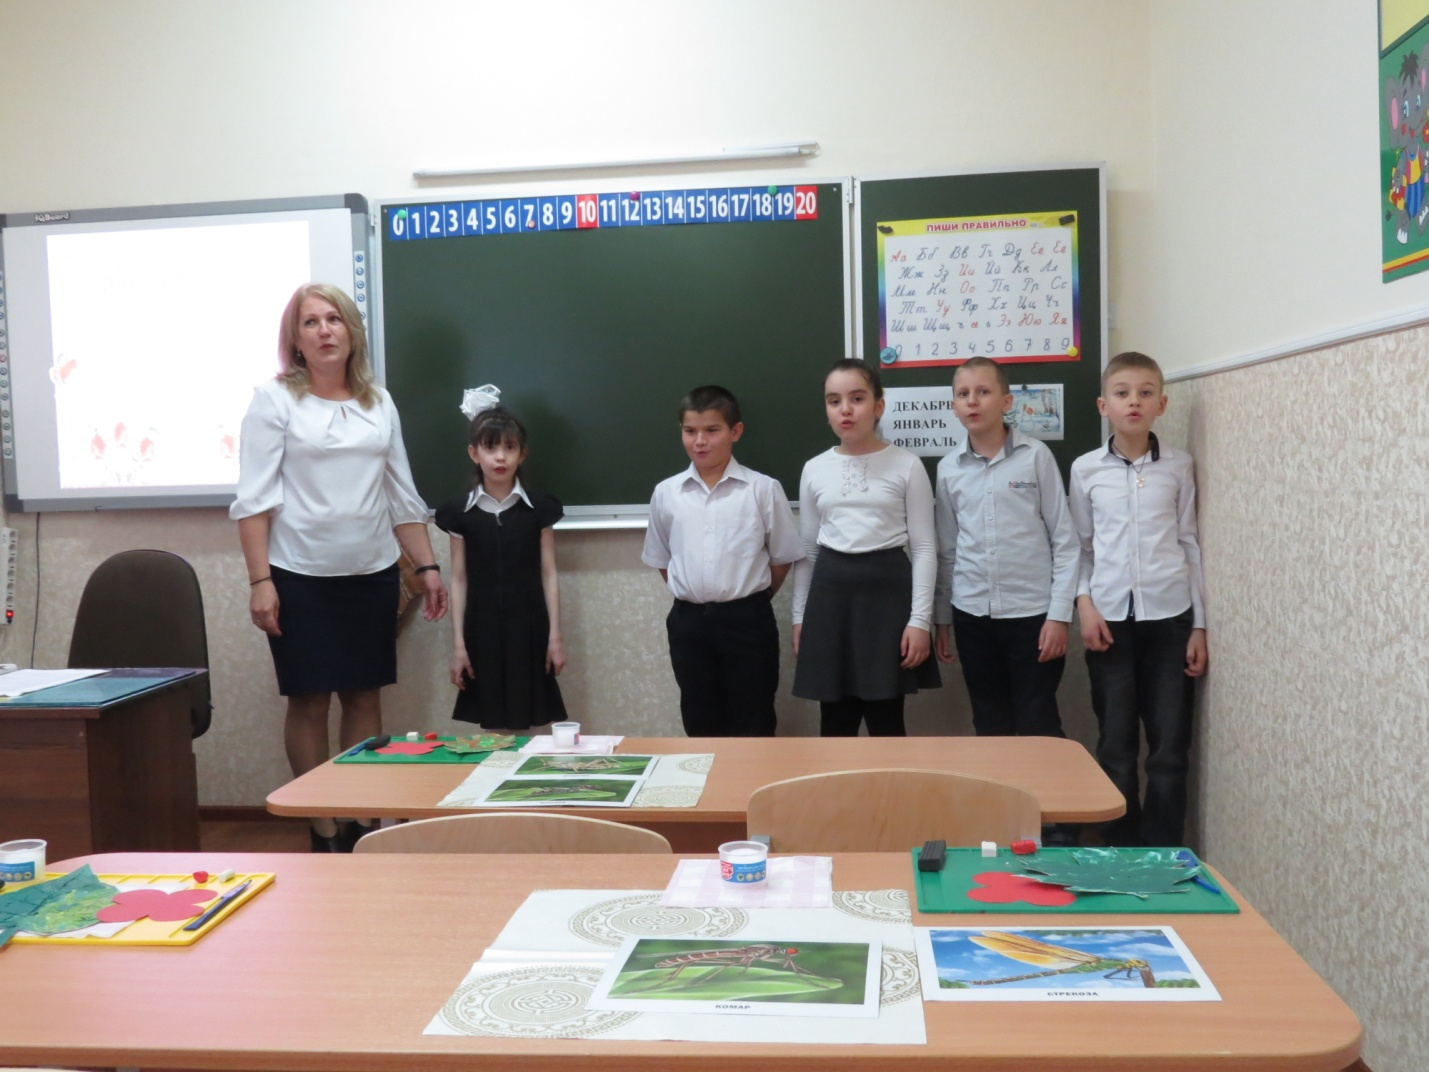 IQBoard
0 1 2 3 4 5 6 7 8 9 10 11 12 13 14 15 16 17 18 19 20
ПИШИ ПРАВИЛЬНО
Аа Бб Вв Гг Дд Ее Ёё
Жж Зз Ии Йй Кк Лл
Мм Нн Оо Пп Рр Сс
Тт Уу Фф Хх Цц Чч
Шш Щщ ъ ы ь Ээ Юю Яя
0 1 2 3 4 5 6 7 8 9
ДЕКАБРЬ
ЯНВАРЬ
ФЕВРАЛЬ
КОМАР
СТРЕКОЗА